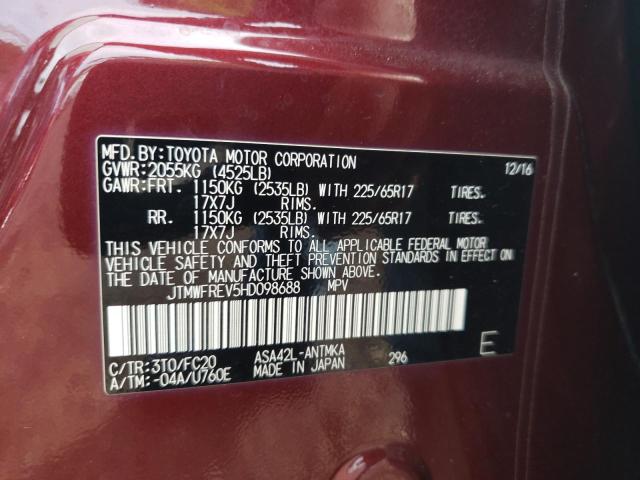 MFD.BY:TOYOTA MOTOR CORPORATION 12/16
GVWR:2055KG (4525LB)
GAWR:FRT. 1150KG (2535LB) WITH 225/65R17 TIRES.
17X7J RIMS.
RR. 1150KG (2535LB) WITH 225/65R17 TIRES.
17X7J RIMS.
THIS VEHICLE CONFORMS TO ALL APPLICABLE FEDERAL MOTOR
VEHICLE SAFETY AND THEFT PREVENTION STANDARDS IN EFFECT ON
THE DATE OF MANUFACTURE SHOWN ABOVE.
JTMWFREV5HD098688 MPV
C/TR:3T0/FC20 ASA42L-ANTMKA
A/TM:-04A/U760E MADE IN JAPAN 296 E